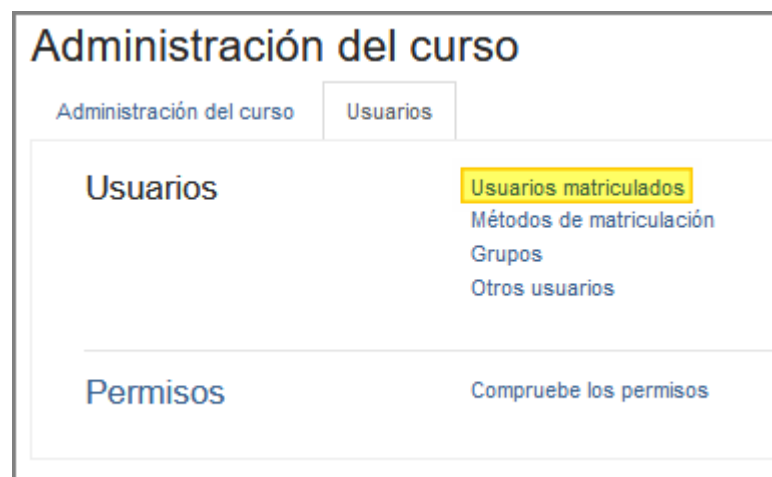 Administración del curso
Administración del curso Usuarios
Usuarios
Usuarios matriculados
Métodos de matriculación
Grupos
Otros usuarios
Permisos
Compruebe los permisos